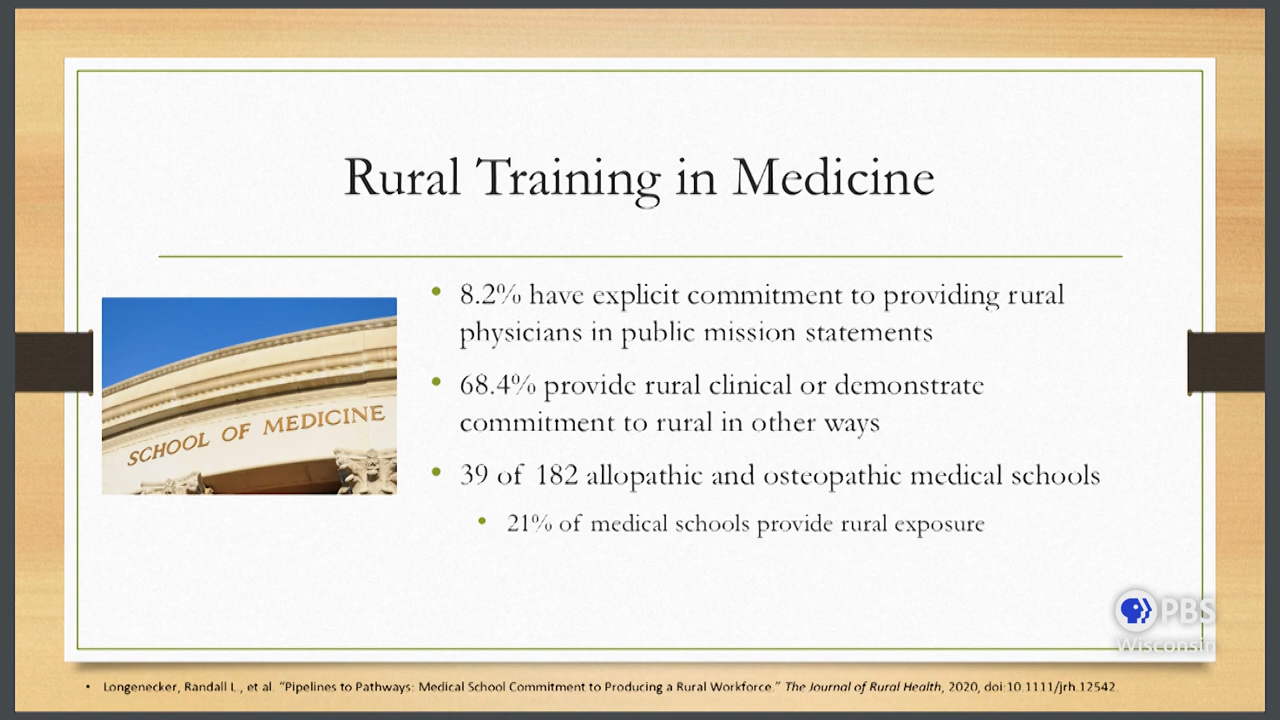 Rural Training in Medicine
SCHOOL OF MEDICINE
• 8.2% have explicit commitment to providing rural
physicians in public mission statements
• 68.4% provide rural clinical or demonstrate
commitment to rural in other ways
• 39 of 182 allopathic and osteopathic medical schools
• 21% of medical schools provide rural exposure
PBS
Wisconsin
• Longenecker, Randall L., et al. “Pipelines to Pathways: Medical School Commitment to Producing a Rural Workforce.” The Journal of Rural Health, 2020, doi:10.1111/jrh.12542.